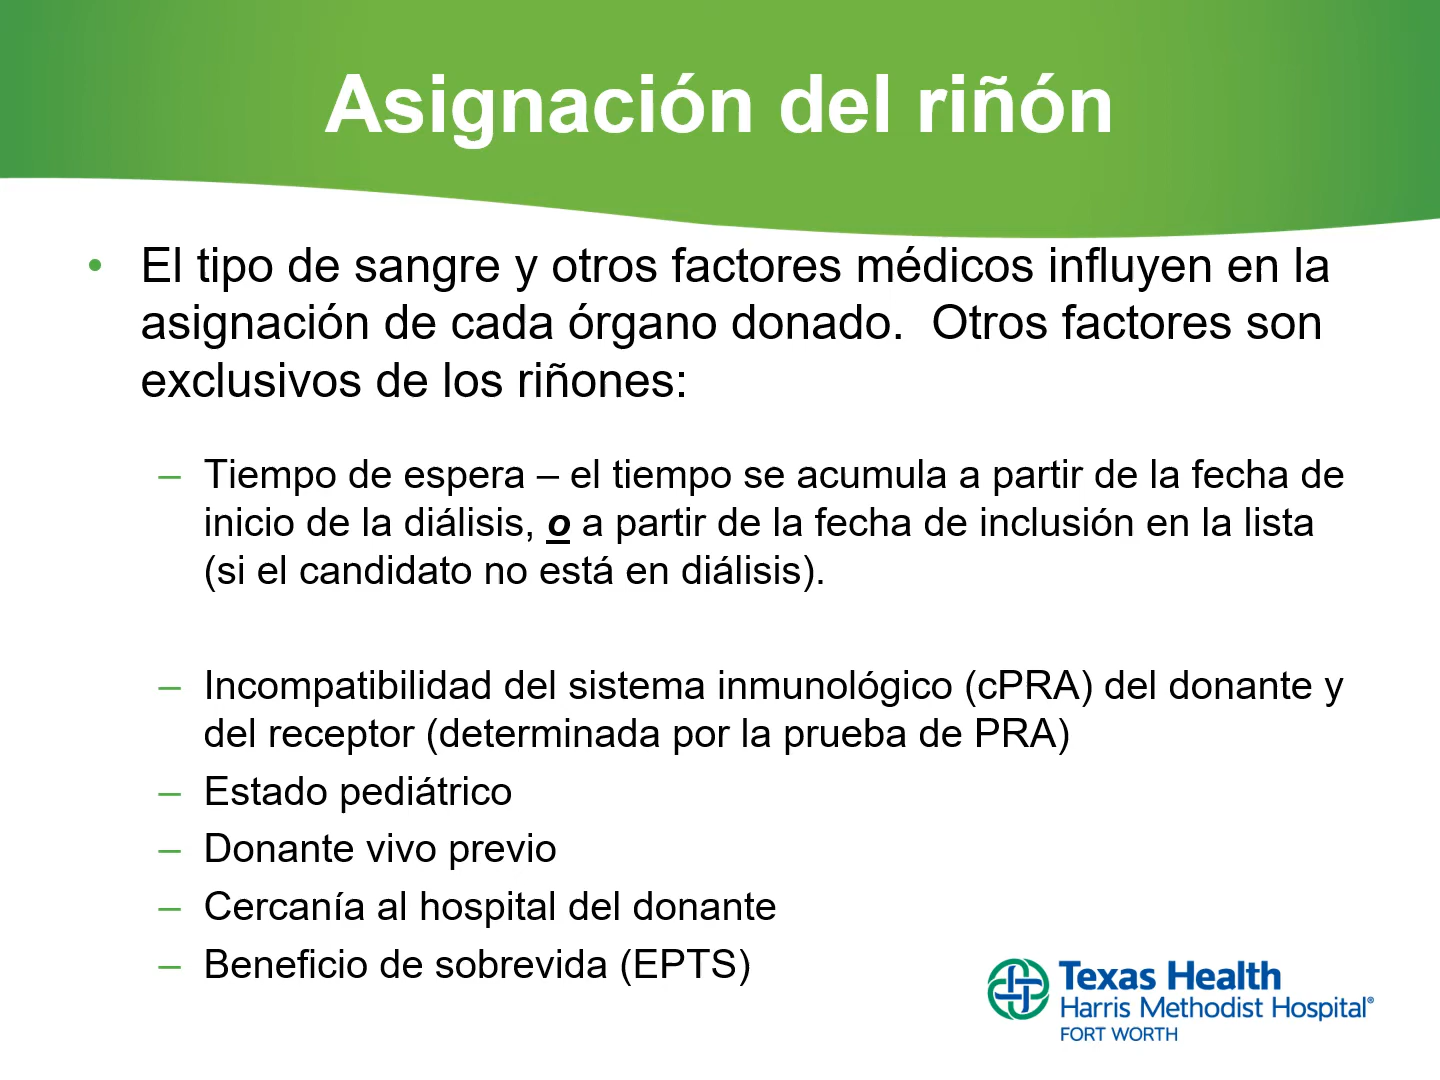 Asignación del riñón
• El tipo de sangre y otros factores médicos influyen en la
asignación de cada órgano donado.  Otros factores son
exclusivos de los riñones:
– Tiempo de espera – el tiempo se acumula a partir de la fecha de
inicio de la diálisis, o a partir de la fecha de inclusión en la lista
(si el candidato no está en diálisis).
– Incompatibilidad del sistema inmunológico (cPRA) del donante y
del receptor (determinada por la prueba de PRA)
– Estado pediátrico
– Donante vivo previo
– Cercanía al hospital del donante
– Beneficio de sobrevida (EPTS)
Texas Health
Harris Methodist Hospital®
FORT WORTH